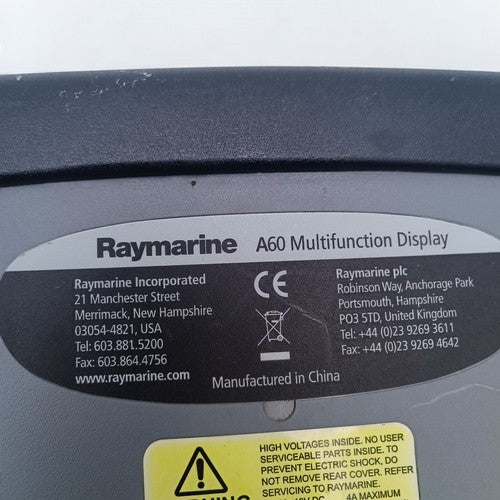 Raymarine A60 Multifunction Display
Raymarine Incorporated
21 Manchester Street
Merrimack, New Hampshire
03054-4821, USA
Tel: 603.881.5200
Fax: 603.864.4756
www.raymarine.com
CE
Raymarine plc
Robinson Way, Anchorage Park
Portsmouth, Hampshire
PO3 5TD, United Kingdom
Tel: +44 (0)23 9269 3611
Fax: +44 (0)23 9269 4642
Manufactured in China
HIGH VOLTAGES INSIDE. NO USER
SERVICEABLE PARTS INSIDE. TO
PREVENT ELECTRIC SHOCK, DO
NOT REMOVE REAR COVER. REFER
SERVICING TO RAYMARINE.
4A MAXIMUM
WARNING